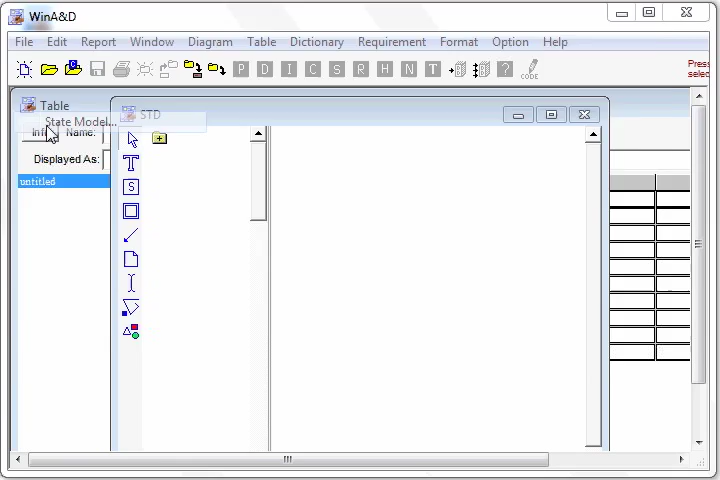 WinA&D
File Edit Report Window Diagram Table Dictionary Requirement Format Option Help
P D I C S R H N T ? CODE
Press
selec
Table
State Model...
STD
Info Name:
Displayed As:
untitled
T
S